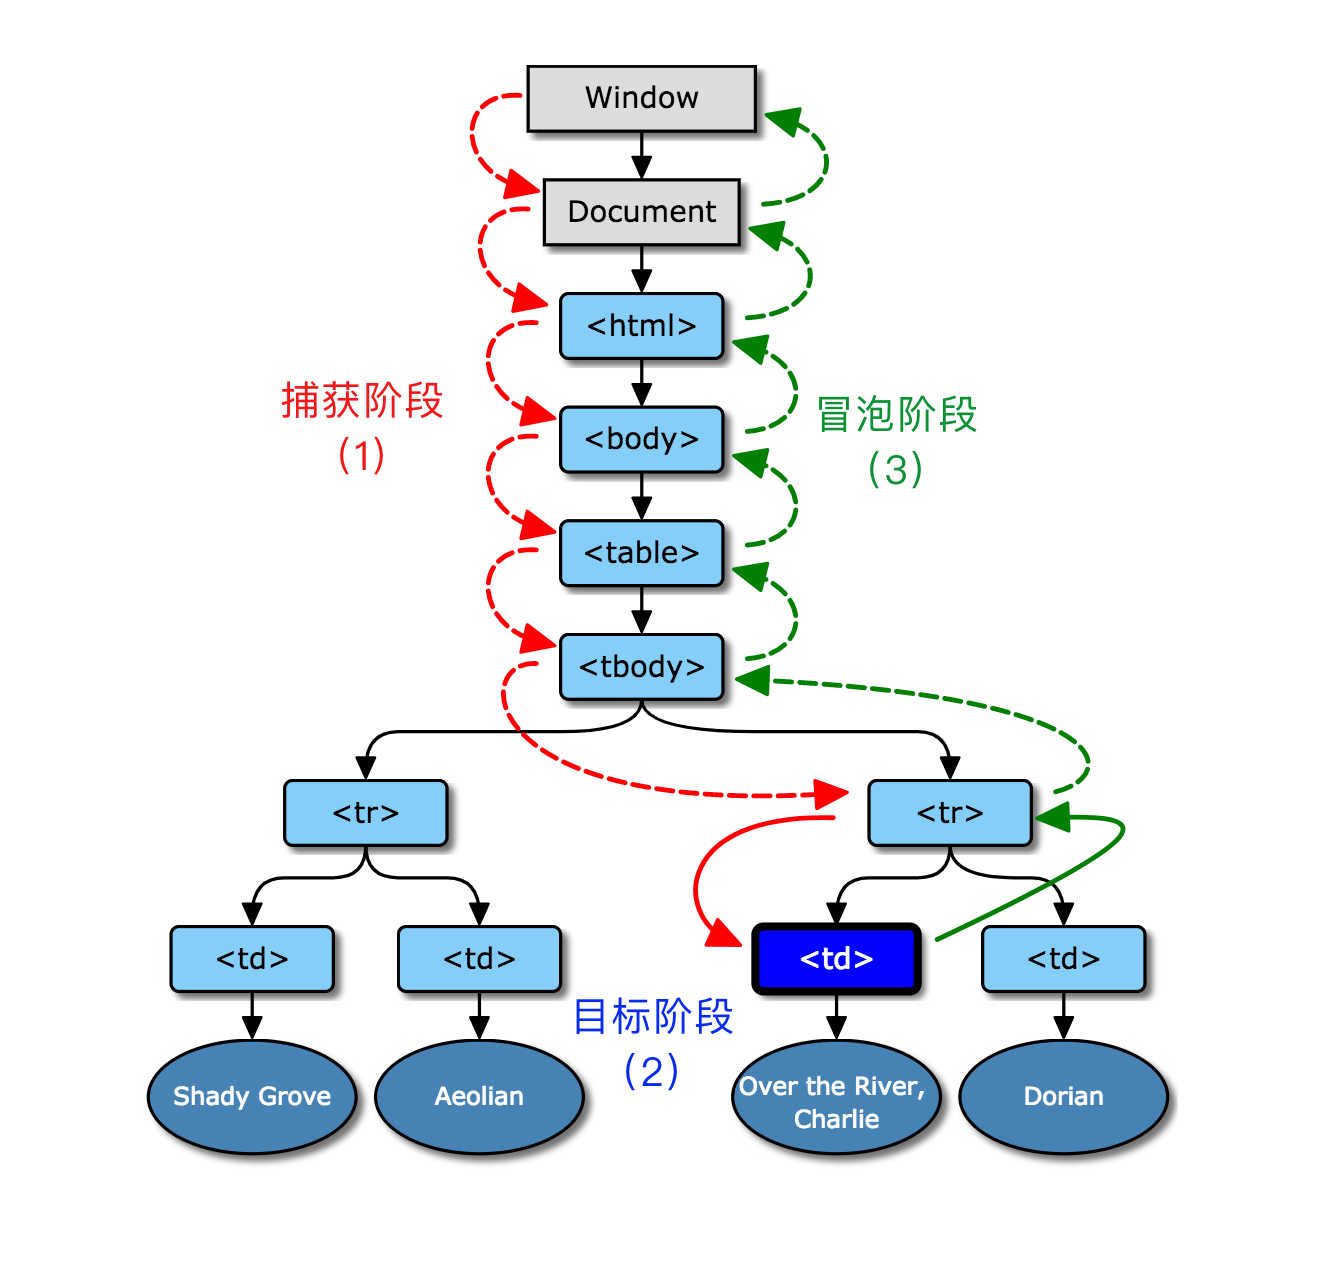 Window
Document
<html>
捕获阶段
(1)
冒泡阶段
(3)
<body>
<table>
<tbody>
<tr>
<tr>
<td>
<td>
<td>
<td>
目标阶段
(2)
Shady Grove
Aeolian
Over the River,
Charlie
Dorian